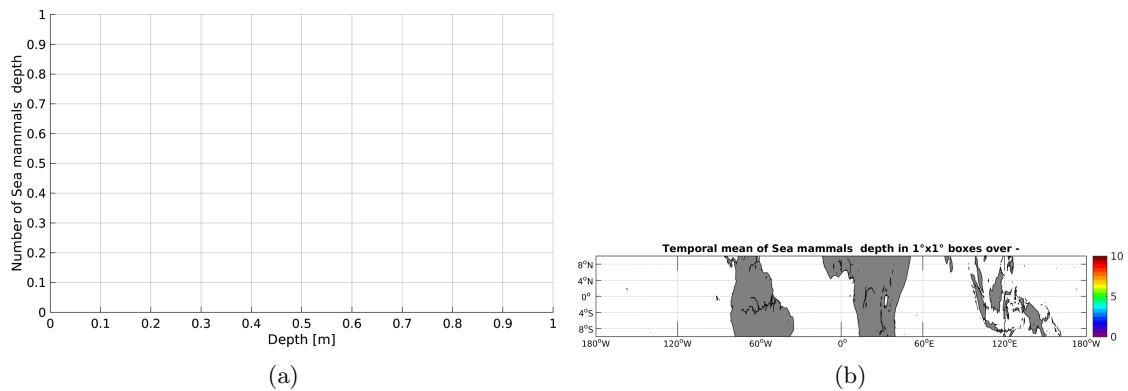 1
0.9
0.8
0.7
0.6
0.5
0.4
0.3
0.2
0.1
0
Number of Sea mammals  depth
0 0.1 0.2 0.3 0.4 0.5 0.6 0.7 0.8 0.9 1
Depth [m]
(a)
Temporal mean of Sea mammals  depth in 1°x1° boxes over -
8°N
4°N
0°
4°S
8°S
180°W 120°W 60°W 0° 60°E 120°E 180°W
10
5
0
(b)